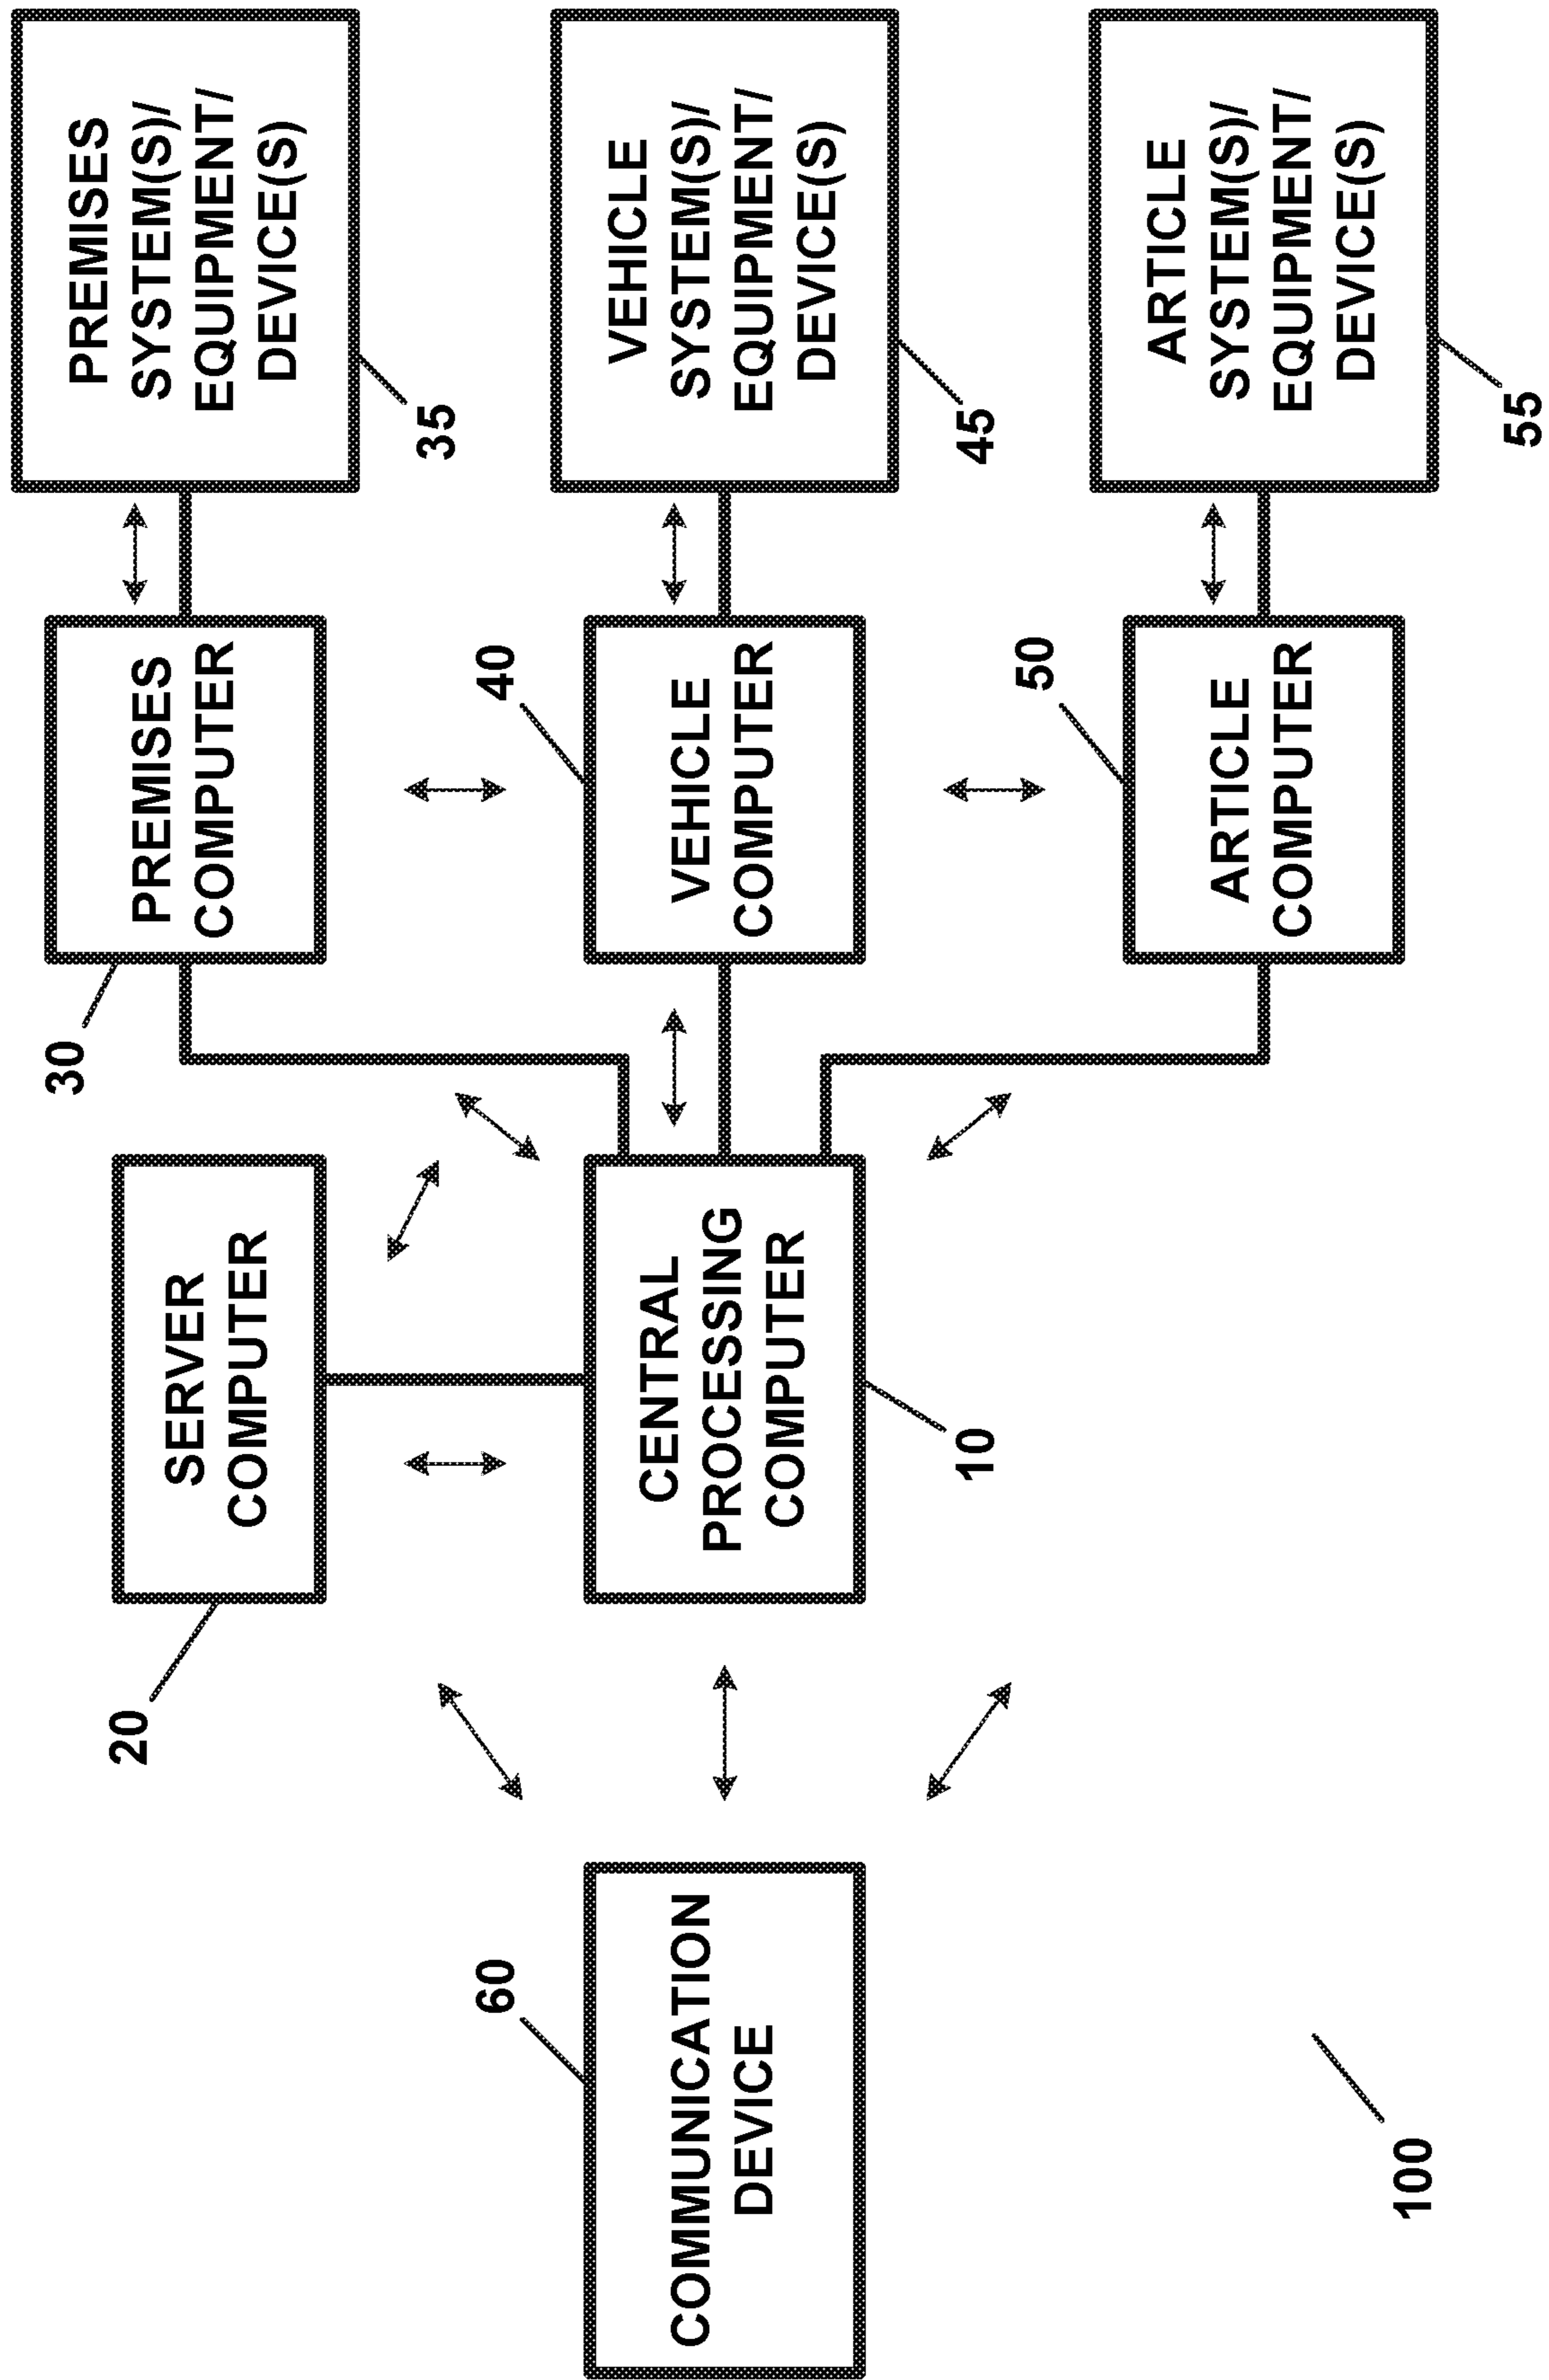 PREMISES
SYSTEM(S)/
EQUIPMENT/
DEVICE(S)
35
VEHICLE
SYSTEM(S)/
EQUIPMENT/
DEVICE(S)
45
ARTICLE
SYSTEM(S)/
EQUIPMENT/
DEVICE(S)
55
PREMISES
COMPUTER
30
VEHICLE
COMPUTER
40
ARTICLE
COMPUTER
50
SERVER
COMPUTER
20
CENTRAL
PROCESSING
COMPUTER
10
COMMUNICATION
DEVICE
60
100